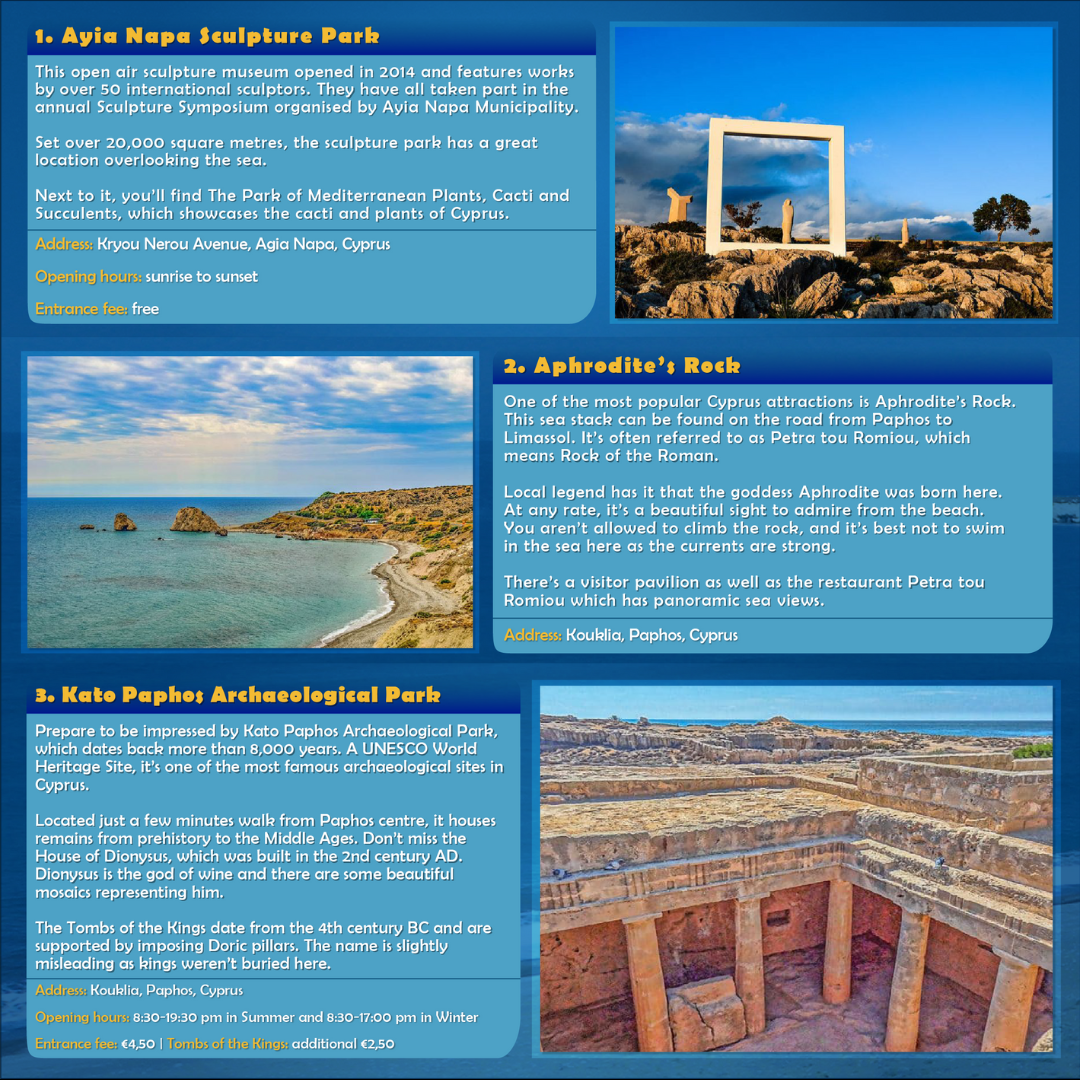 1. Ayia Napa Sculpture Park
This open air sculpture museum opened in 2014 and features works
by over 50 international sculptors. They have all taken part in the
annual Sculpture Symposium organised by Ayia Napa Municipality.
Set over 20,000 square metres, the sculpture park has a great
location overlooking the sea.
Next to it, you'll find The Park of Mediterranean Plants, Cacti and
Succulents, which showcases the cacti and plants of Cyprus.
Address: Kryou Nerou Avenue, Agia Napa, Cyprus
Opening hours: sunrise to sunset
Entrance fee: free
2. Aphrodite's Rock
One of the most popular Cyprus attractions is Aphrodite's Rock.
This sea stack can be found on the road from Paphos to
Limassol. It's often referred to as Petra tou Romiou, which
means Rock of the Roman.
Local legend has it that the goddess Aphrodite was born here.
At any rate, it's a beautiful sight to admire from the beach.
You aren't allowed to climb the rock, and it's best not to swim
in the sea here as the currents are strong.
There's a visitor pavilion as well as the restaurant Petra tou
Romiou which has panoramic sea views.
Address: Kouklia, Paphos, Cyprus
3. Kato Paphos Archaeological Park
Prepare to be impressed by Kato Paphos Archaeological Park,
which dates back more than 8,000 years. A UNESCO World
Heritage Site, it's one of the most famous archaeological sites in
Cyprus.
Located just a few minutes walk from Paphos centre, it houses
remains from prehistory to the Middle Ages. Don't miss the
House of Dionysus, which was built in the 2nd century AD.
Dionysus is the god of wine and there are some beautiful
mosaics representing him.
The Tombs of the Kings date from the 4th century BC and are
supported by imposing Doric pillars. The name is slightly
misleading as kings weren't buried here.
Address: Kouklia, Paphos, Cyprus
Opening hours: 8:30-19:30 pm in Summer and 8:30-17:00 pm in Winter
Entrance fee: €4,50 | Tombs of the Kings: additional €2,50